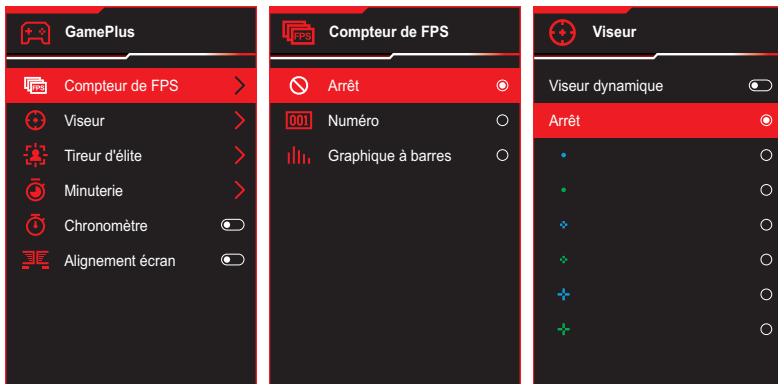 GamePlus
Compteur de FPS
Viseur
Tireur d'élite
Minuterie
Chronomètre
Alignement écran
FPS
Compteur de FPS
Arrêt
001
Numéro
Graphique à barres
Viseur
Viseur dynamique
Arrêt